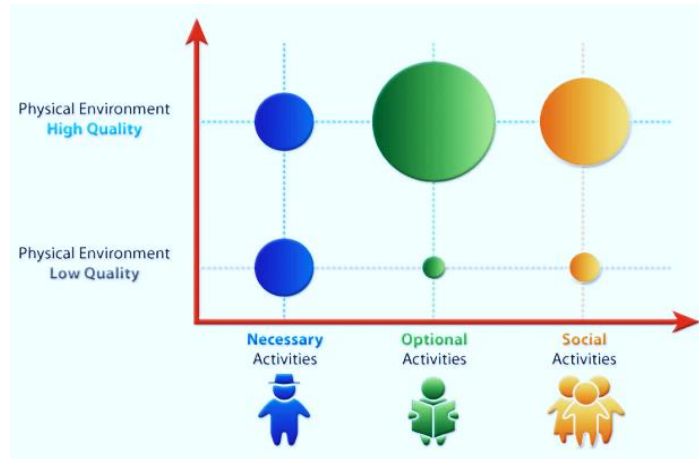 Physical Environment
High Quality
Physical Environment
Low Quality
Necessary
Activities
Optional
Activities
Social
Activities